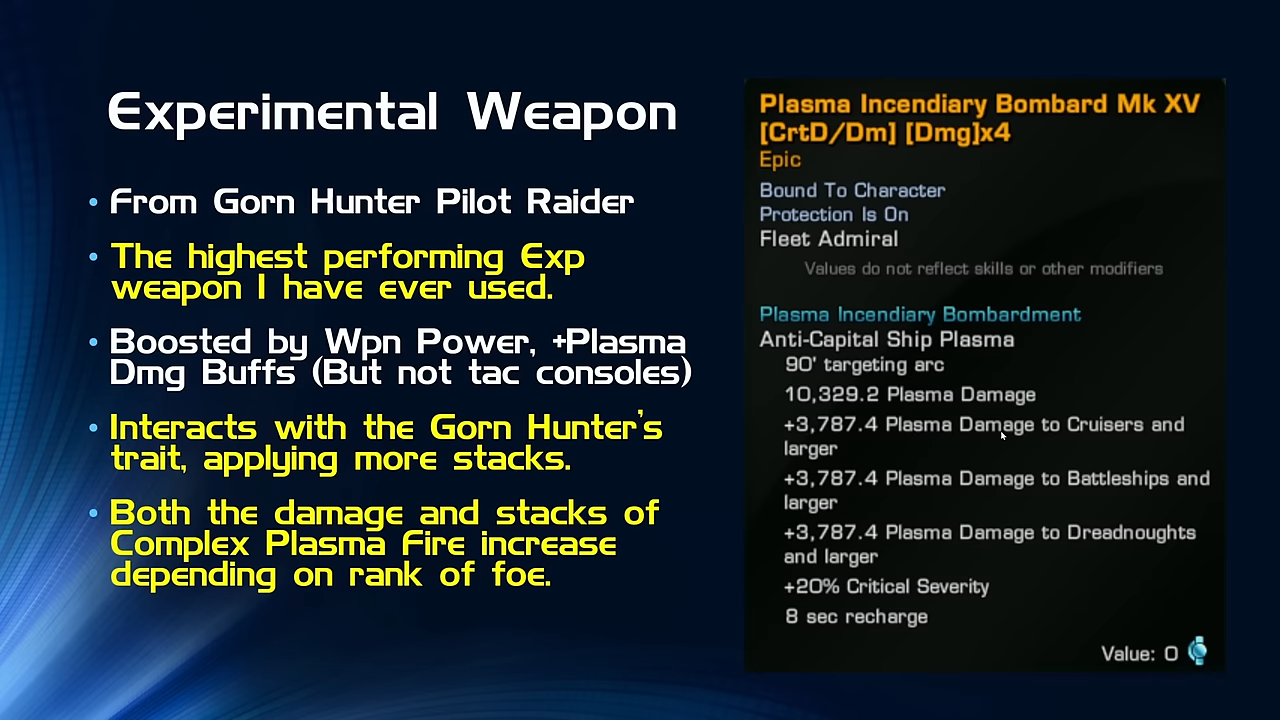 Experimental Weapon
• From Gorn Hunter Pilot Raider
• The highest performing Exp
weapon I have ever used.
• Boosted by Wpn Power, +Plasma
Dmg Buffs (But not tac consoles)
• Interacts with the Gorn Hunter's
trait, applying more stacks.
• Both the damage and stacks of
Complex Plasma Fire increase
depending on rank of foe.
Plasma Incendiary Bombard Mk XV
[CrtD/Dm] [Dmg]x4
Epic
Bound To Character
Protection Is On
Fleet Admiral
Values do not reflect skills or other modifiers
Plasma Incendiary Bombardment
Anti-Capital Ship Plasma
90' targeting arc
10,329.2 Plasma Damage
+3,787.4 Plasma Damage to Cruisers and
larger
+3,787.4 Plasma Damage to Battleships and
larger
+3,787.4 Plasma Damage to Dreadnoughts
and larger
+20% Critical Severity
8 sec recharge
Value: 0